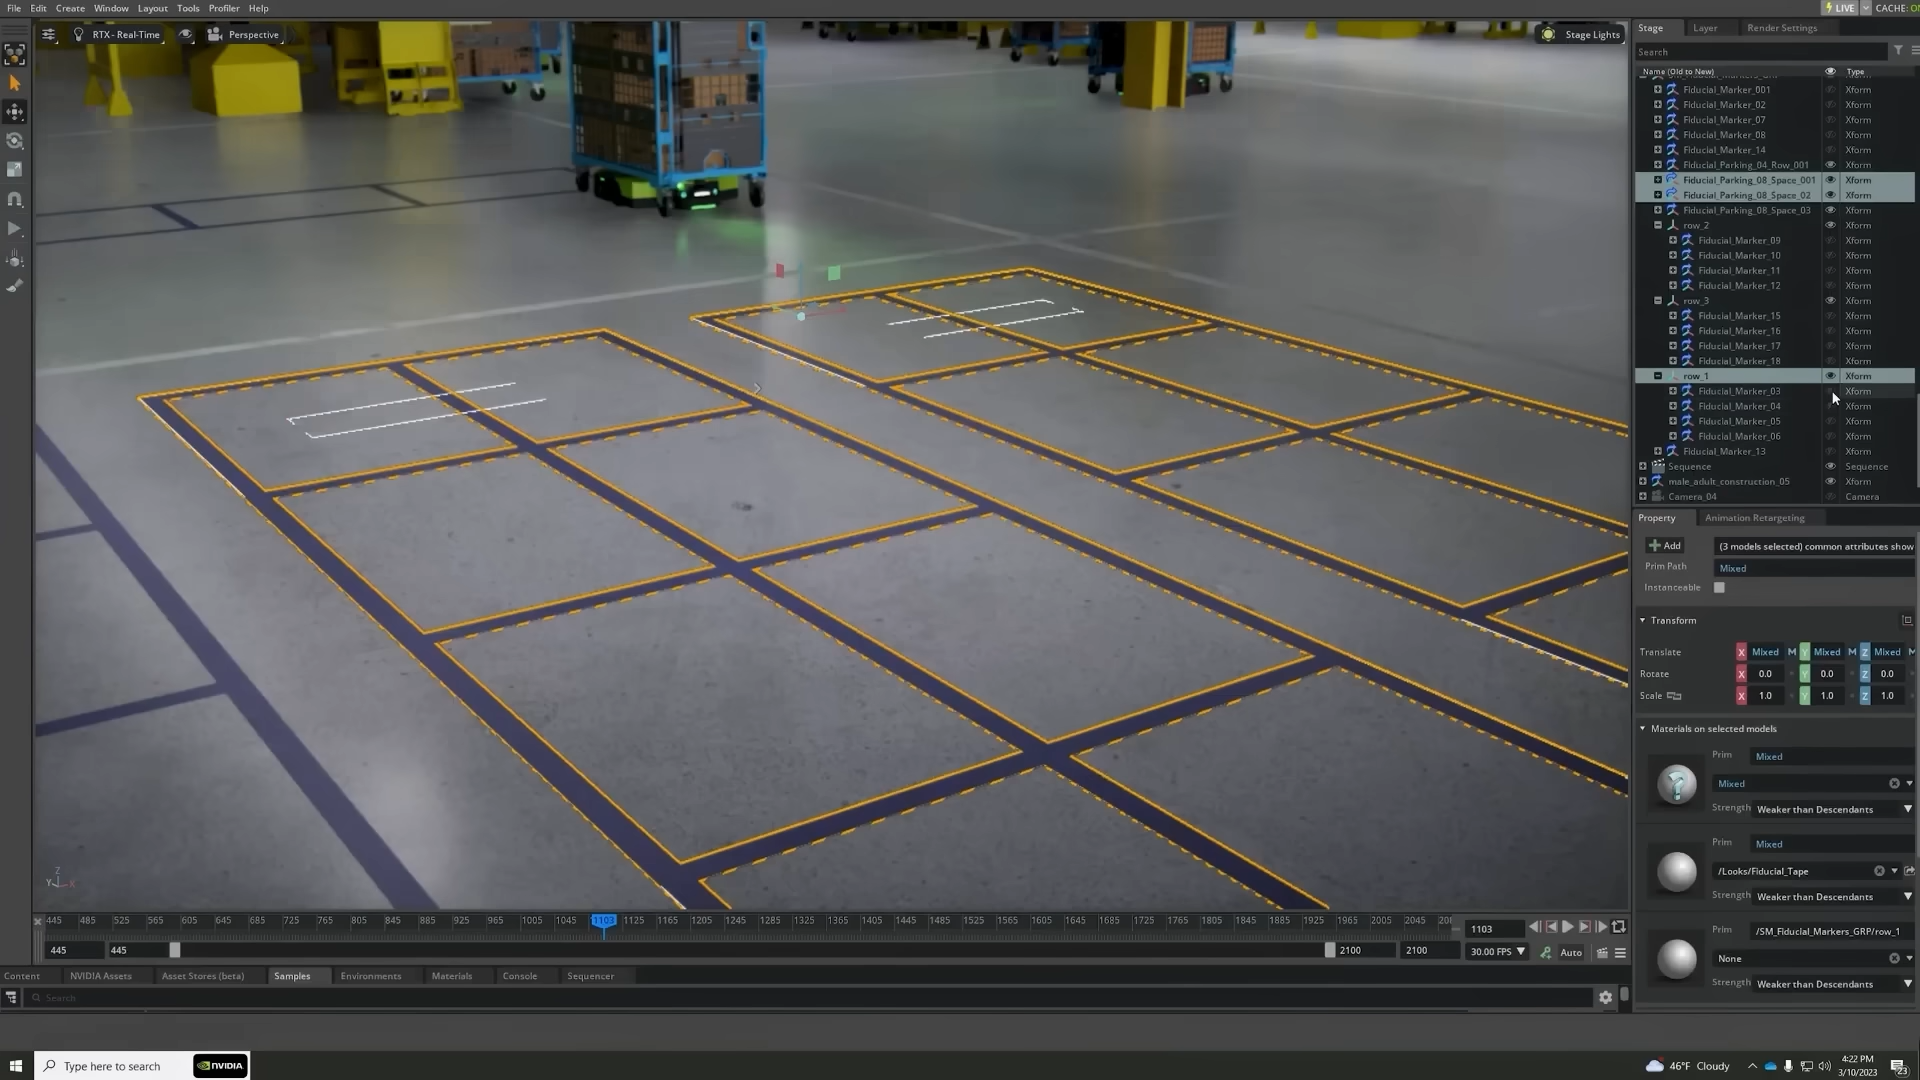 File Edit Create Window Layout Tools Profiler Help
LIVE CACHE: O
RTX - Real-Time Perspective Stage Lights
Stage Layer Render Settings
Search
Name (Old to New) Type
Fiducial_Marker_001 Xform
Fiducial_Marker_02 Xform
Fiducial_Marker_07 Xform
Fiducial_Marker_08 Xform
Fiducial_Marker_14 Xform
Fiducial_Parking_04_Row_001 Xform
Fiducial_Parking_08_Space_001 Xform
Fiducial_Parking_08_Space_02 Xform
Fiducial_Parking_08_Space_03 Xform
row_2 Xform
Fiducial_Marker_09 Xform
Fiducial_Marker_10 Xform
Fiducial_Marker_11 Xform
Fiducial_Marker_12 Xform
row_3 Xform
Fiducial_Marker_15 Xform
Fiducial_Marker_16 Xform
Fiducial_Marker_17 Xform
Fiducial_Marker_18 Xform
row_1 Xform
Fiducial_Marker_03 Xform
Fiducial_Marker_04 Xform
Fiducial_Marker_05 Xform
Fiducial_Marker_06 Xform
Fiducial_Marker_13 Xform
Sequence Sequence
male_adult_construction_05 Xform
Camera_04 Camera
Property Animation Retargeting
Add (3 models selected) common attributes show
Prim Path Mixed
Instanceable
Transform
Translate X Mixed M Y Mixed M Z Mixed M
Rotate X 0.0 Y 0.0 Z 0.0
Scale X 1.0 Y 1.0 Z 1.0
Materials on selected models
Prim Mixed
Mixed
Strength Weaker than Descendants
Prim Mixed
/Looks/Fiducial_Tape
Strength Weaker than Descendants
Prim /SM_Fiducial_Markers_GRP/row_1
None
Strength Weaker than Descendants
Z
Y X
445 485 525 565 605 645 685 725 765 805 845 885 925 965 1005 1045 1103 1125 1165 1205 1245 1285 1325 1365 1405 1445 1485 1525 1565 1605 1645 1685 1725 1765 1805 1845 1885 1925 1965 2005 2045 20
1103
445 445 2100 2100 30.00 FPS Auto
Content NVIDIA Assets Asset Stores (beta) Samples Environments Materials Console Sequencer
Search
Type here to search NVIDIA 46°F Cloudy 4:22 PM
3/10/2023
23